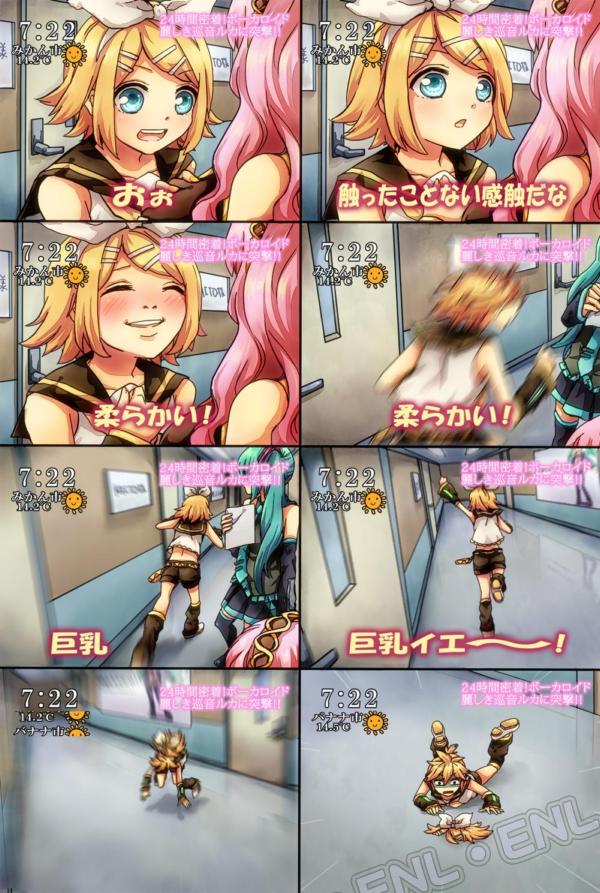 7:22
みかん市
14.2℃
24時間密着!ボーカロイド
麗しき巡音ルカに突撃!!
おぉ
7:22
みかん市
14.2℃
24時間密着!ボーカロイド
麗しき巡音ルカに突撃!!
触ったことない感触だな
7:22
みかん市
14.2℃
24時間密着!ボーカロイド
麗しき巡音ルカに突撃!!
柔らかい!
7:22
みかん市
14.2℃
24時間密着!ボーカロイド
麗しき巡音ルカに突撃!!
柔らかい!
7:22
みかん市
14.2℃
24時間密着!ボーカロイド
麗しき巡音ルカに突撃!!
巨乳
7:22
みかん市
14.2℃
24時間密着!ボーカロイド
麗しき巡音ルカに突撃!!
巨乳イエ〜!
7:22
14.2℃
バナナ市
24時間密着!ボーカロイド
麗しき巡音ルカに突撃!!
7:22
バナナ市
14.5℃
24時間密着!ボーカロイド
麗しき巡音ルカに突撃!!
ENL・ENL